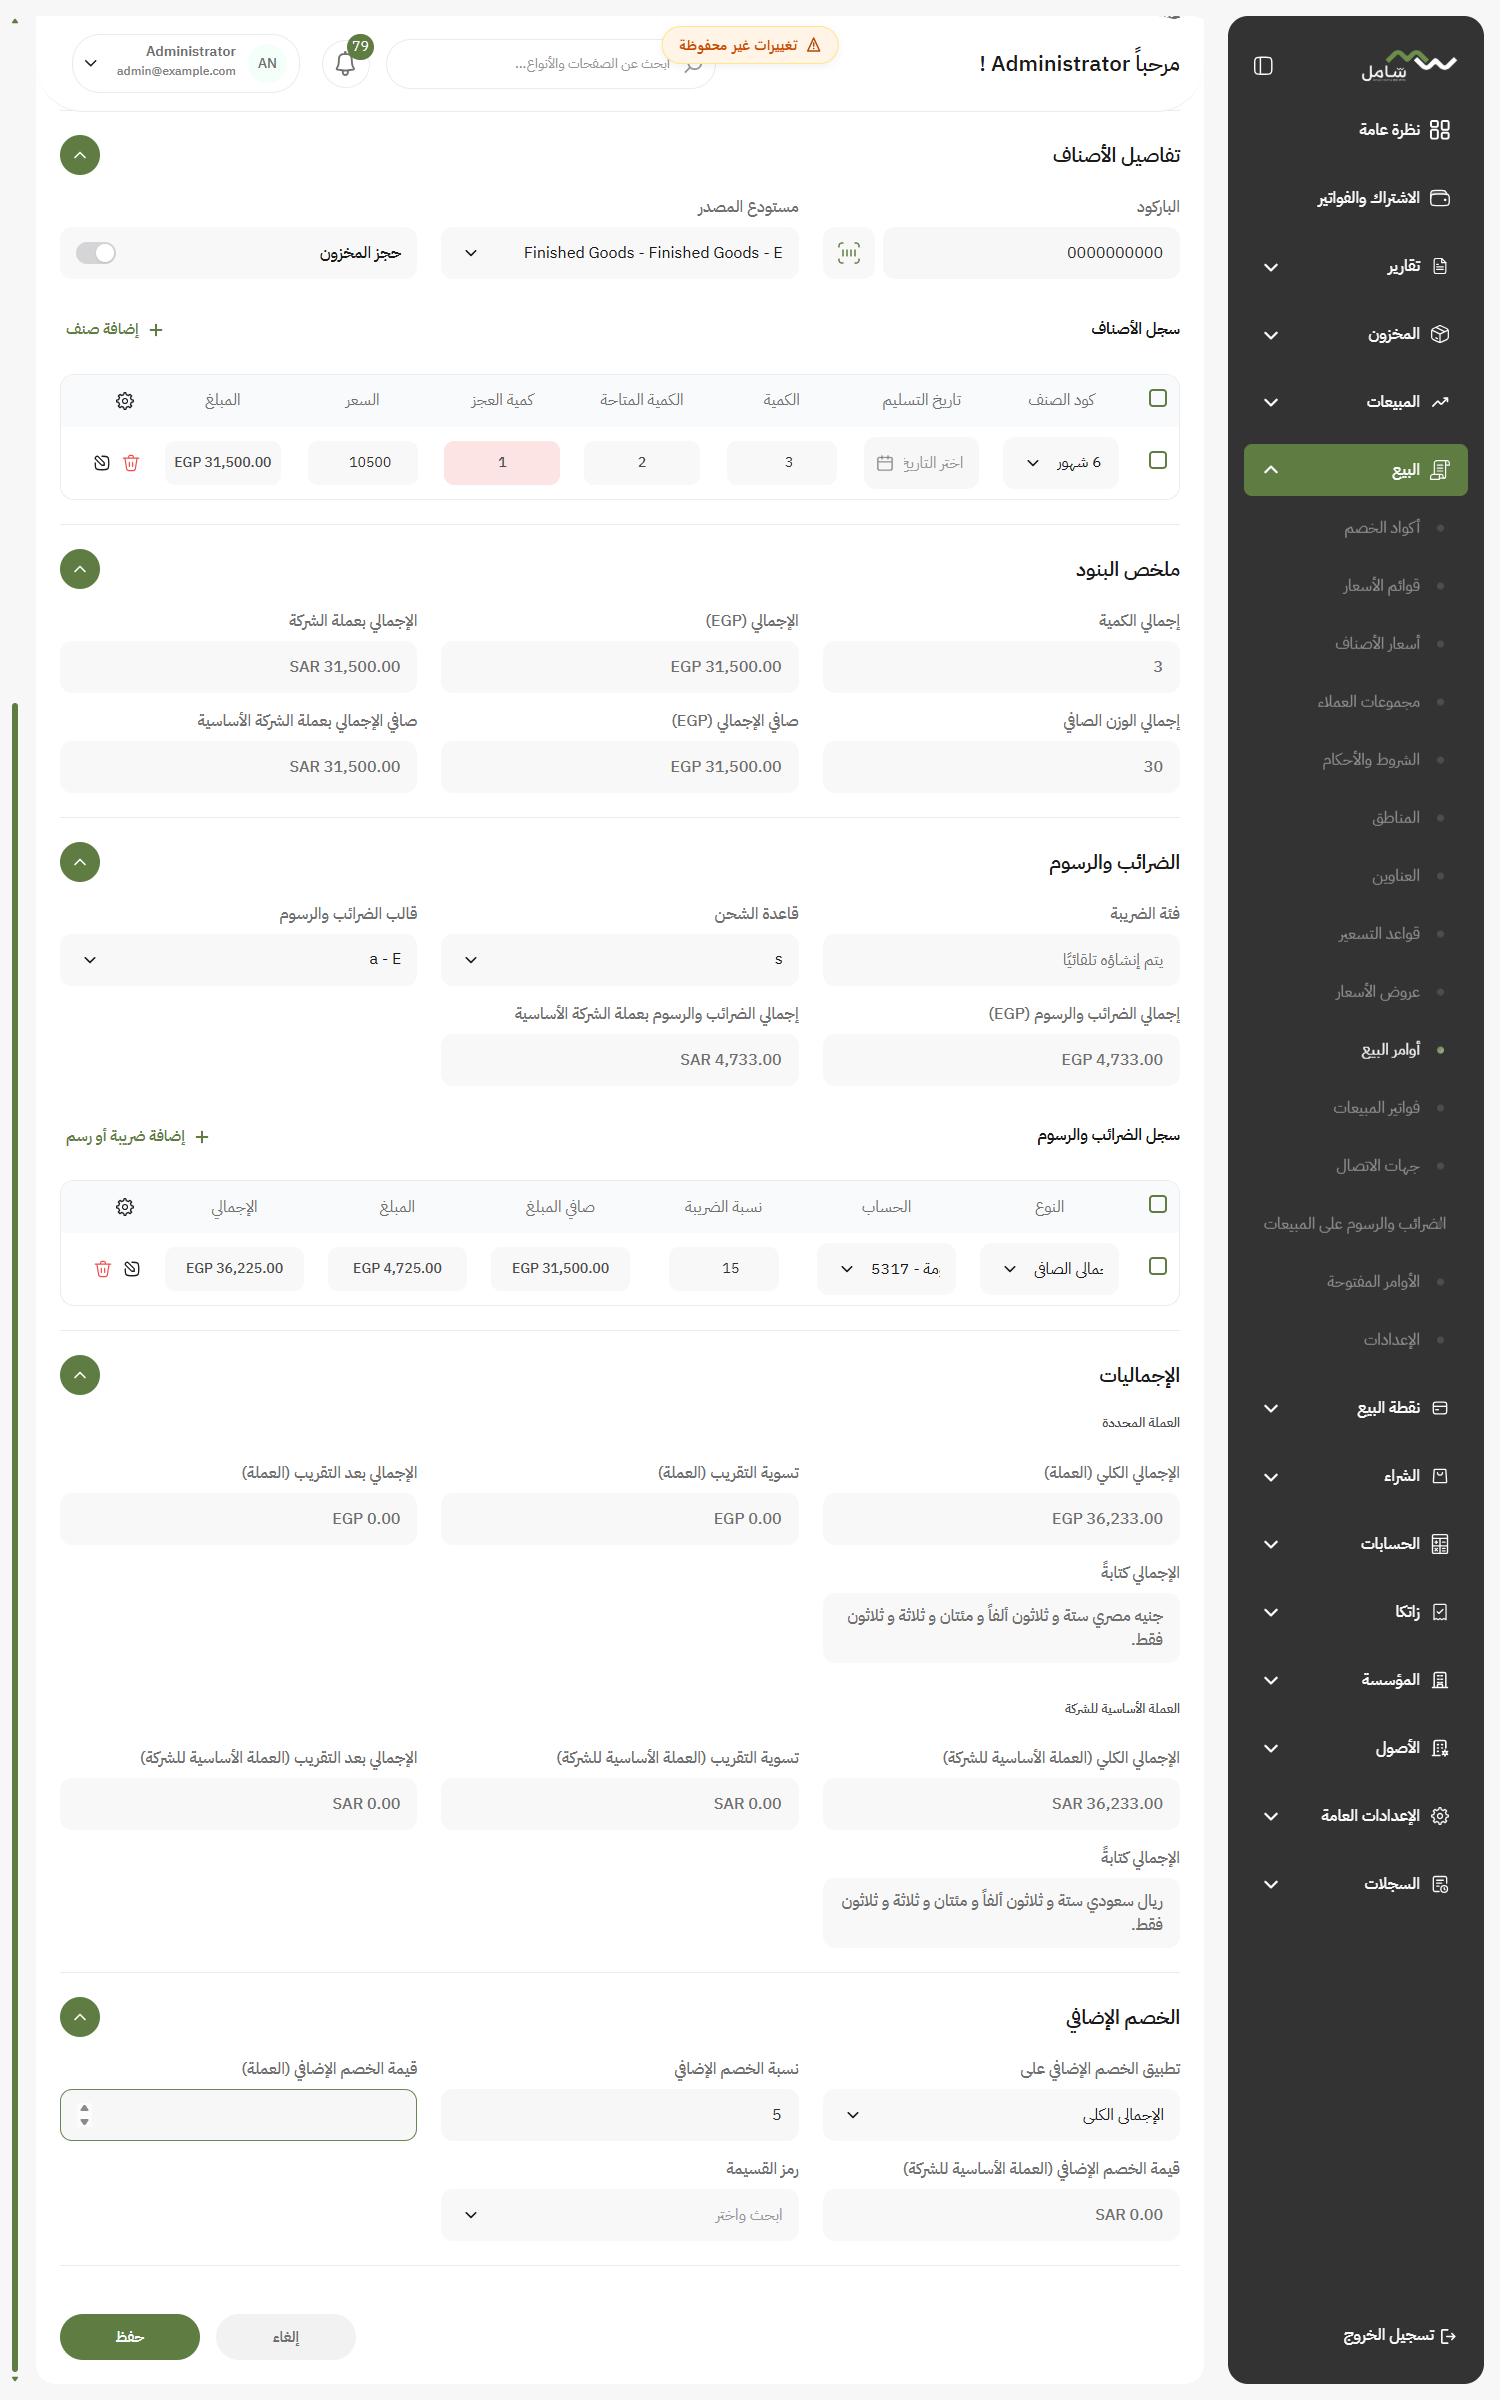 شامل
نظرة عامة
الاشتراك والفواتير
تقارير
المخزون
المبيعات
البيع
أكواد الخصم
قوائم الأسعار
أسعار الأصناف
مجموعات العملاء
الشروط والأحكام
المناطق
العناوين
قواعد التسعير
عروض الأسعار
أوامر البيع
فواتير المبيعات
جهات الاتصال
الضرائب والرسوم على المبيعات
الأوامر المفتوحة
الإعدادات
نقطة البيع
الشراء
الحسابات
زاتكا
المؤسسة
الأصول
الإعدادات العامة
السجلات
تسجيل الخروج
مرحباً Administrator !
تغييرات غير محفوظة
ابحث عن الصفحات والأنواع...
79
AN
Administrator
admin@example.com
تفاصيل الأصناف
الباركود
مستودع المصدر
0000000000
Finished Goods - Finished Goods - E
حجز المخزون
سجل الأصناف
إضافة صنف
كود الصنف
تاريخ التسليم
الكمية
الكمية المتاحة
كمية العجز
السعر
المبلغ
6 شهور
اختر التاريخ
3
2
1
10500
EGP 31,500.00
ملخص البنود
إجمالي الكمية
الإجمالي (EGP)
الإجمالي بعملة الشركة
3
EGP 31,500.00
SAR 31,500.00
إجمالي الوزن الصافي
صافي الإجمالي (EGP)
صافي الإجمالي بعملة الشركة الأساسية
30
EGP 31,500.00
SAR 31,500.00
الضرائب والرسوم
فئة الضريبة
قاعدة الشحن
قالب الضرائب والرسوم
يتم إنشاؤه تلقائيًا
s
a - E
إجمالي الضرائب والرسوم (EGP)
إجمالي الضرائب والرسوم بعملة الشركة الأساسية
EGP 4,733.00
SAR 4,733.00
سجل الضرائب والرسوم
إضافة ضريبة أو رسم
النوع
الحساب
نسبة الضريبة
صافي المبلغ
المبلغ
الإجمالي
الصافي
5317 -
15
EGP 31,500.00
EGP 4,725.00
EGP 36,225.00
الإجماليات
العملة المحددة
الإجمالي الكلي (العملة)
تسوية التقريب (العملة)
الإجمالي بعد التقريب (العملة)
EGP 36,233.00
EGP 0.00
EGP 0.00
الإجمالي كتابةً
جنيه مصري ستة و ثلاثون ألفاً و مئتان و ثلاثة و ثلاثون
فقط.
العملة الأساسية للشركة
الإجمالي الكلي (العملة الأساسية للشركة)
تسوية التقريب (العملة الأساسية للشركة)
الإجمالي بعد التقريب (العملة الأساسية للشركة)
SAR 36,233.00
SAR 0.00
SAR 0.00
الإجمالي كتابةً
ريال سعودي ستة و ثلاثون ألفاً و مئتان و ثلاثة و ثلاثون
فقط.
الخصم الإضافي
تطبيق الخصم الإضافي على
نسبة الخصم الإضافي
قيمة الخصم الإضافي (العملة)
الإجمالي الكلي
5
قيمة الخصم الإضافي (العملة الأساسية للشركة)
رمز القسيمة
SAR 0.00
ابحث واختر
إلغاء
حفظ